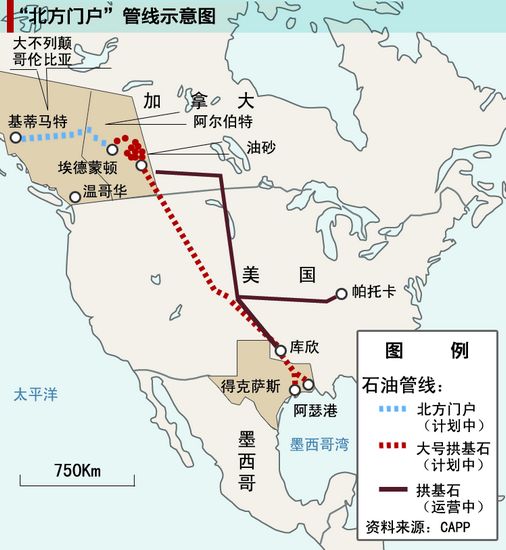 “北方门户”管线示意图
大不列颠
哥伦比亚
加拿大
基蒂马特
阿尔伯特
埃德蒙顿
油砂
温哥华
美国
帕托卡
库欣
得克萨斯
阿瑟港
太平洋
墨西哥
墨西哥湾
750Km
图例
石油管线：
北方门户
（计划中）
大号拱基石
（计划中）
拱基石
（运营中）
资料来源：CAPP